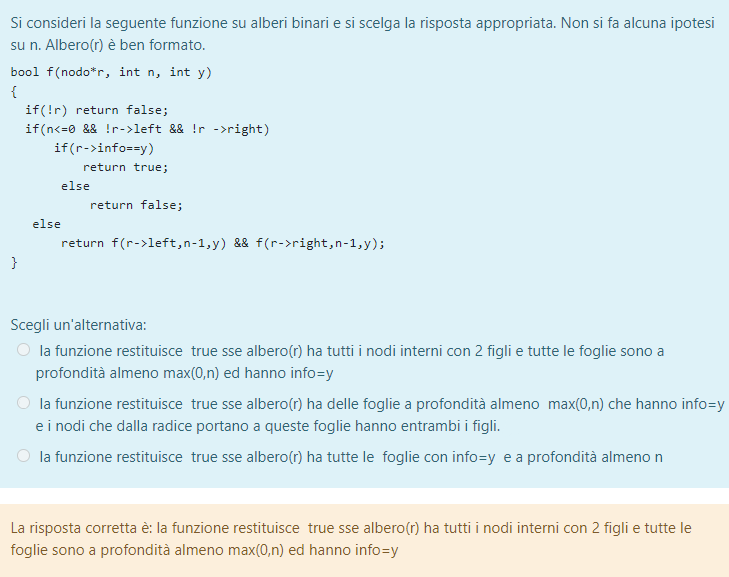 Si consideri la seguente funzione su alberi binari e si scelga la risposta appropriata. Non si fa alcuna ipotesi
su n. Albero(r) è ben formato.
bool f(nodo*r, int n, int y)
{
if(!r) return false;
if(n<=0 && !r->left && !r ->right)
if(r->info==y)
return true;
else
return false;
else
return f(r->left,n-1,y) && f(r->right,n-1,y);
}
Scegli un'alternativa:
la funzione restituisce true sse albero(r) ha tutti i nodi interni con 2 figli e tutte le foglie sono a
profondità almeno max(0,n) ed hanno info=y
la funzione restituisce true sse albero(r) ha delle foglie a profondità almeno max(0,n) che hanno info=y
e i nodi che dalla radice portano a queste foglie hanno entrambi i figli.
la funzione restituisce true sse albero(r) ha tutte le foglie con info=y e a profondità almeno n
La risposta corretta è: la funzione restituisce true sse albero(r) ha tutti i nodi interni con 2 figli e tutte le
foglie sono a profondità almeno max(0,n) ed hanno info=y